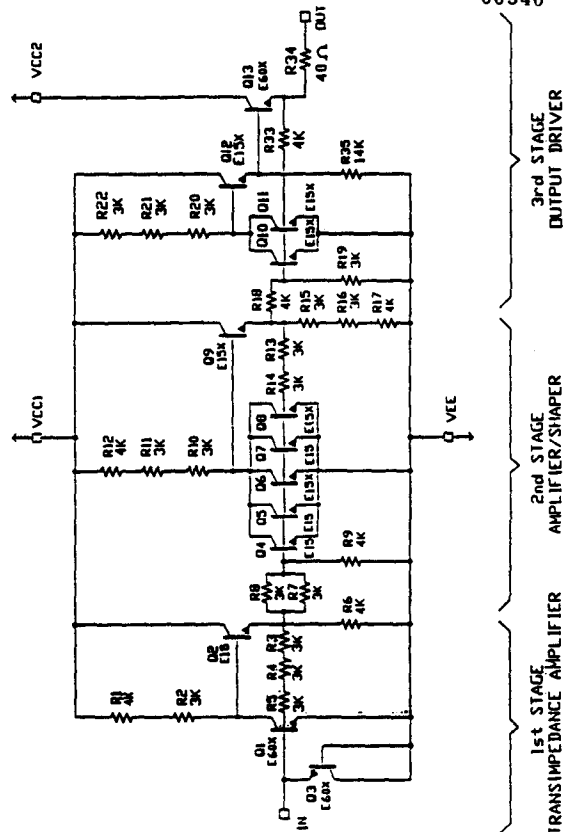 VCC1
VCC2
R1
4K
R2
3K
R12
4K
R11
3K
R10
3K
R22
3K
R21
3K
R20
3K
Q2
Q9
E15X
Q12
E15X
Q13
E60X
Q1
E60X
R5
3K
R4
3K
R3
3K
R8
3K
R7
3K
Q4
E15
Q5
E15
Q6
E15X
Q7
E15
Q8
E15X
R14
3K
R13
3K
R18
4K
Q10
E15X
Q11
E15X
R33
4K
R34
40Ω
OUT
IN
Q3
E60X
R6
4K
R9
4K
R15
3K
R16
3K
R17
4K
R19
3K
R35
14K
VEE
1st STAGE
TRANSIMPEDANCE AMPLIFIER
2nd STAGE
AMPLIFIER/SHAPER
3rd STAGE
OUTPUT DRIVER